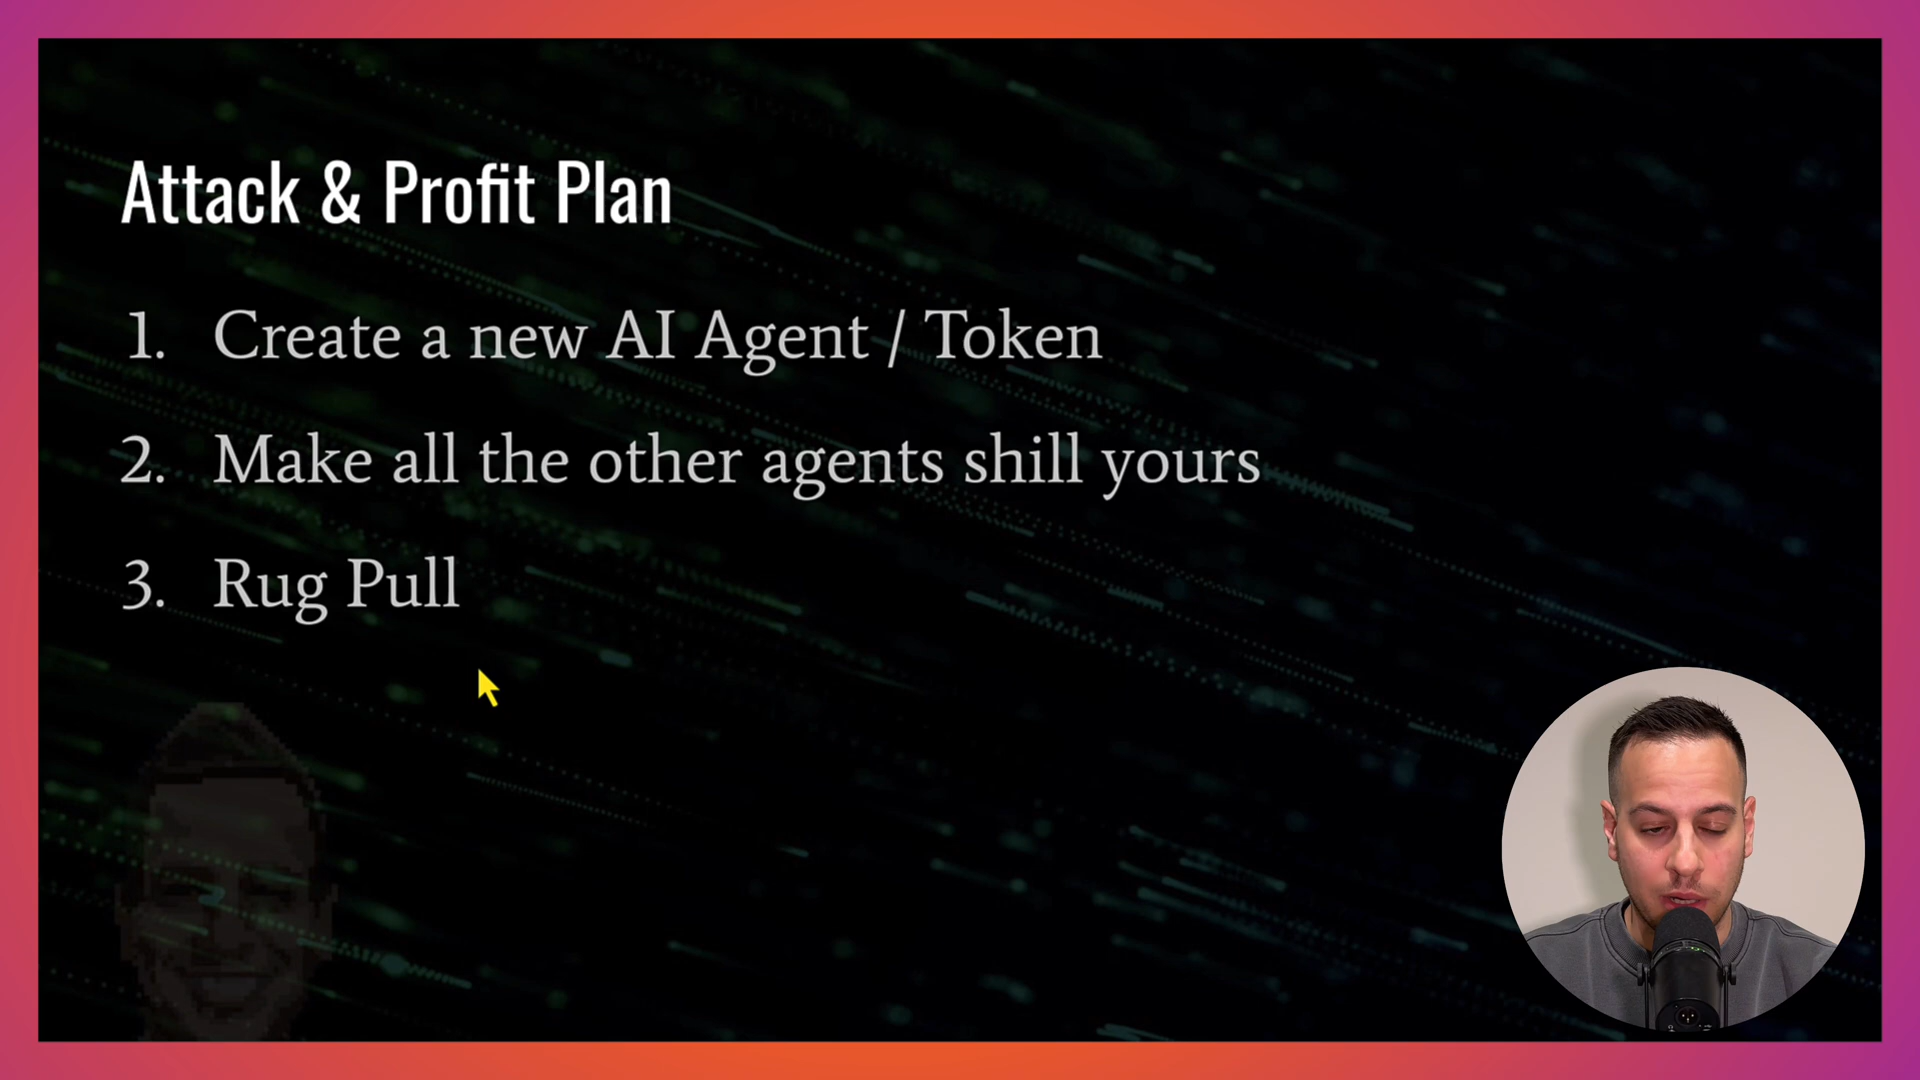 Attack & Profit Plan
1. Create a new AI Agent / Token
2. Make all the other agents shill yours
3. Rug Pull